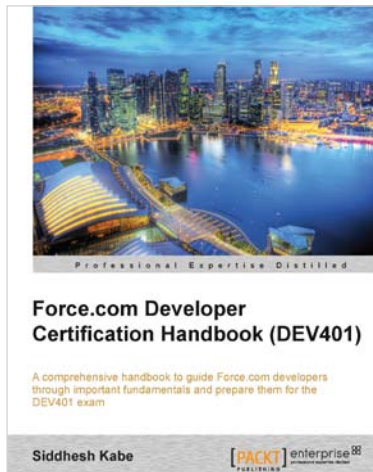 Professional Expertise Distilled
Force.com Developer
Certification Handbook (DEV401)
A comprehensive handbook to guide Force.com developers
through important fundamentals and prepare them for the
DEV401 exam
Siddhesh Kabe
[PACKT] enterprise
PUBLISHING